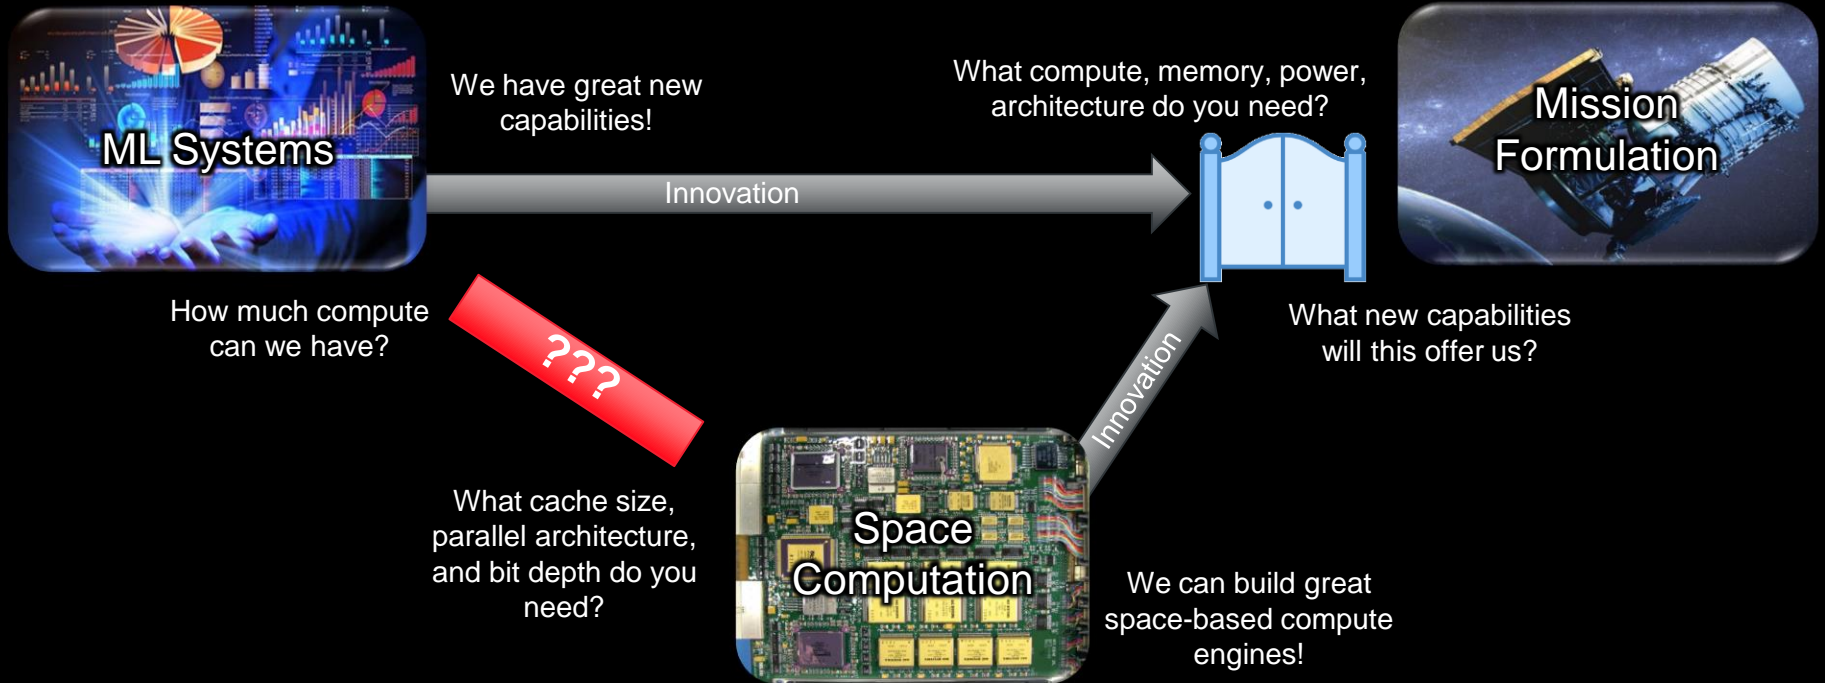 ML Systems
We have great new
capabilities!
What compute, memory, power,
architecture do you need?
Mission
Formulation
Innovation
How much compute
can we have?
???
Innovation
What new capabilities
will this offer us?
What cache size,
parallel architecture,
and bit depth do you
need?
Space
Computation
We can build great
space-based compute
engines!